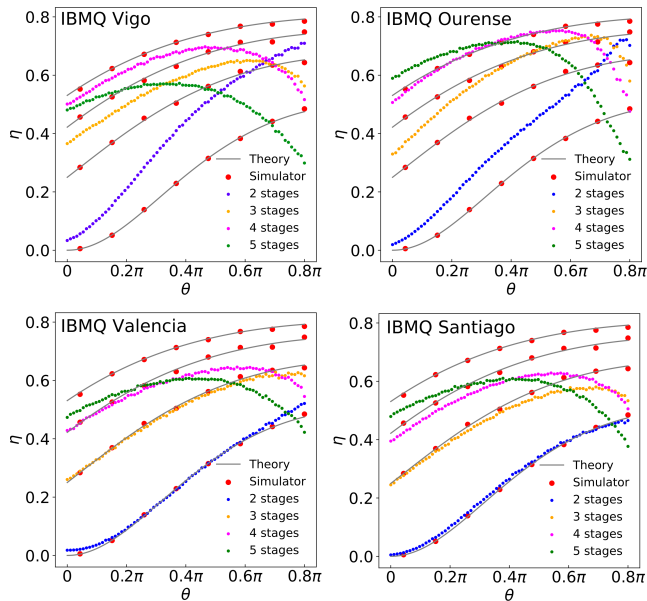 IBMQ Vigo
0.8
0.6
η
0.4
0.2
0.0
Theory
Simulator
2 stages
3 stages
4 stages
5 stages
0 0.2π 0.4π 0.6π 0.8π
θ
IBMQ Ourense
0.8
0.6
η
0.4
0.2
0.0
Theory
Simulator
2 stages
3 stages
4 stages
5 stages
0 0.2π 0.4π 0.6π 0.8π
θ
IBMQ Valencia
0.8
0.6
η
0.4
0.2
0.0
Theory
Simulator
2 stages
3 stages
4 stages
5 stages
0 0.2π 0.4π 0.6π 0.8π
θ
IBMQ Santiago
0.8
0.6
η
0.4
0.2
0.0
Theory
Simulator
2 stages
3 stages
4 stages
5 stages
0 0.2π 0.4π 0.6π 0.8π
θ